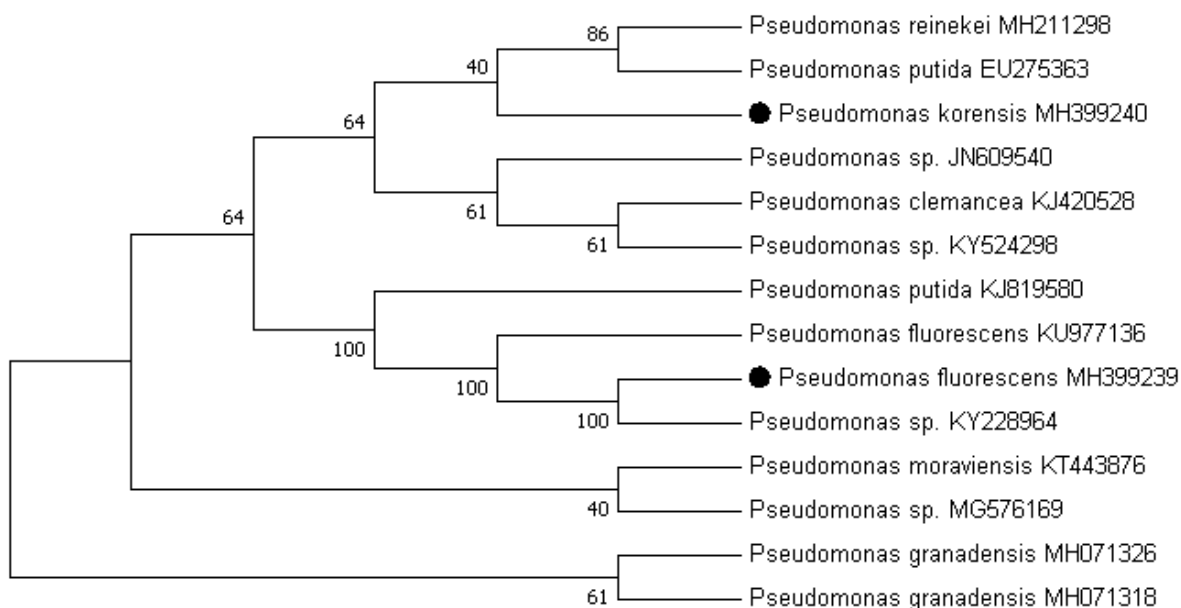 86
Pseudomonas reinekei MH211298
Pseudomonas putida EU275363
40
Pseudomonas korensis MH399240
64
Pseudomonas sp. JN609540
61
Pseudomonas clemancea KJ420528
61
Pseudomonas sp. KY524298
64
Pseudomonas putida KJ819580
100
Pseudomonas fluorescens KU977136
100
Pseudomonas fluorescens MH399239
100
Pseudomonas sp. KY228964
Pseudomonas moraviensis KT443876
40
Pseudomonas sp. MG576169
Pseudomonas granadensis MH071326
61
Pseudomonas granadensis MH071318